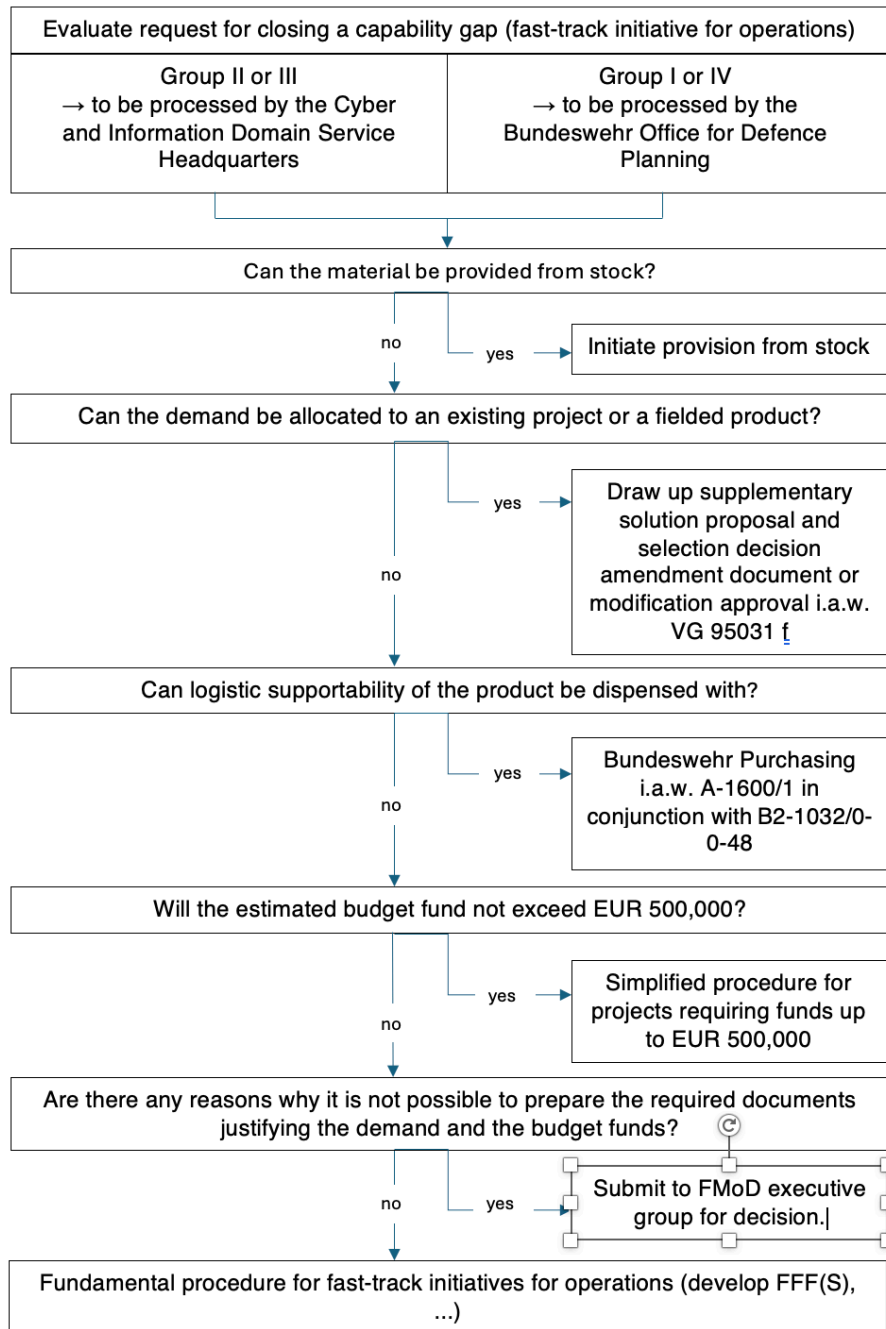 Evaluate request for closing a capability gap (fast-track initiative for operations)
Group II or III
→ to be processed by the Cyber
and Information Domain Service
Headquarters
Group I or IV
→ to be processed by the
Bundeswehr Office for Defence
Planning
Can the material be provided from stock?
no
yes
Initiate provision from stock
Can the demand be allocated to an existing project or a fielded product?
yes
Draw up supplementary
solution proposal and
selection decision
amendment document or
modification approval i.a.w.
VG 95031 f
no
Can logistic supportability of the product be dispensed with?
yes
Bundeswehr Purchasing
i.a.w. A-1600/1 in
conjunction with B2-1032/0-
0-48
no
Will the estimated budget fund not exceed EUR 500,000?
yes
Simplified procedure for
projects requiring funds up
to EUR 500,000
no
Are there any reasons why it is not possible to prepare the required documents
justifying the demand and the budget funds?
no
yes
Submit to FMoD executive
group for decision.
Fundamental procedure for fast-track initiatives for operations (develop FFF(S),
...)